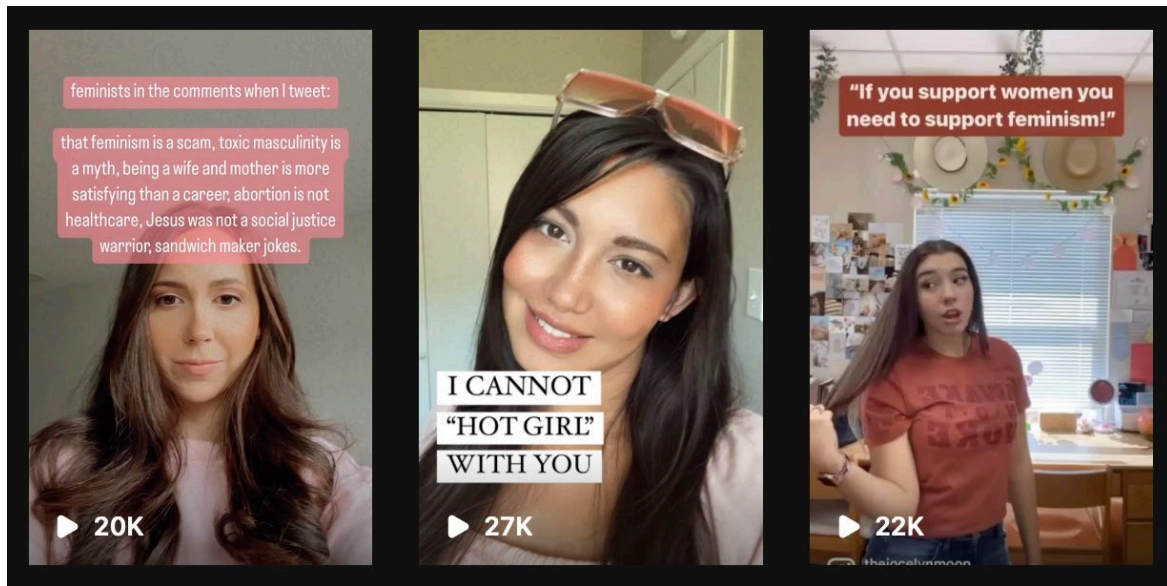 feminists in the comments when I tweet:
that feminism is a scam, toxic masculinity is
a myth, being a wife and mother is more
satisfying than a career, abortion is not
healthcare, Jesus was not a social justice
warrior, sandwich maker jokes.
20K
I CANNOT
“HOT GIRL”
WITH YOU
27K
“If you support women you
need to support feminism!”
22K
thejocelynmoon